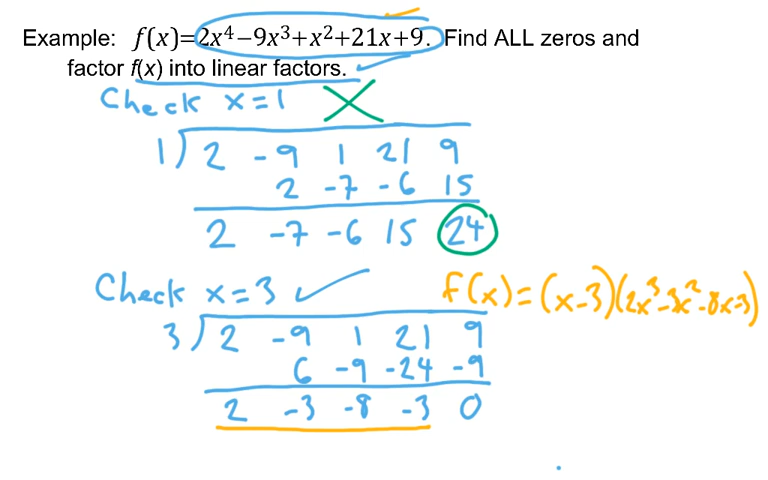 Example: f(x)=2x⁴−9x³+x²+21x+9. Find ALL zeros and
factor f(x) into linear factors.
Check x=1
1) 2 -9 1 21 9
2 -7 -6 15
2 -7 -6 15 24
Check x=3
f(x)=(x-3)(2x³-3x²-8x-3)
3) 2 -9 1 21 9
6 -9 -24 -9
2 -3 -8 -3 0